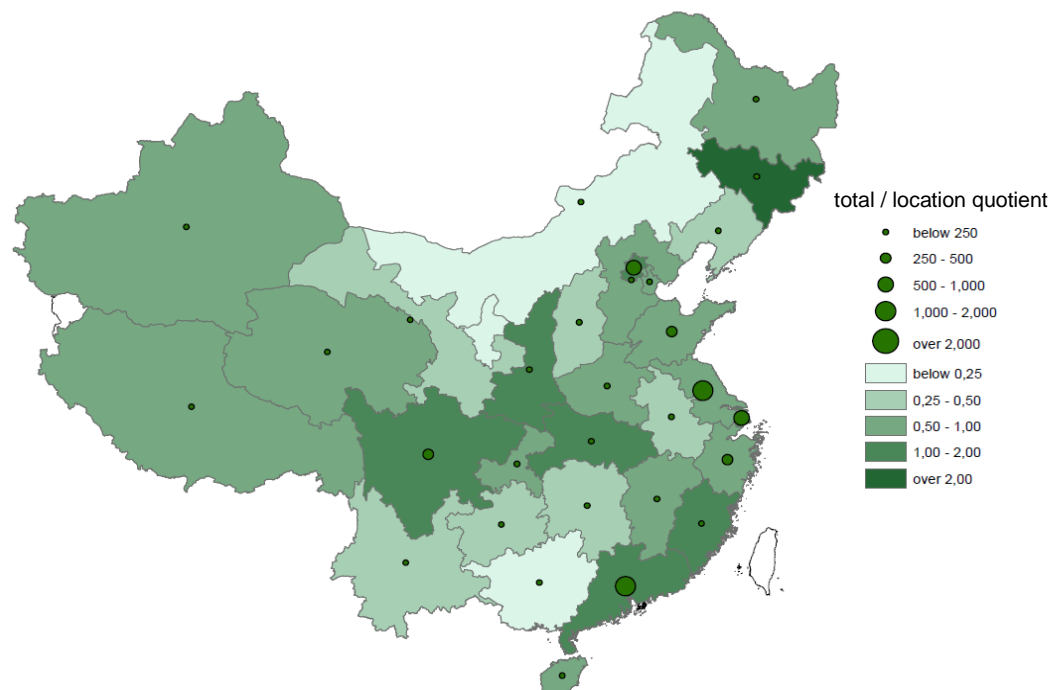 total / location quotient
below 250
250 - 500
500 - 1,000
1,000 - 2,000
over 2,000
below 0,25
0,25 - 0,50
0,50 - 1,00
1,00 - 2,00
over 2,00